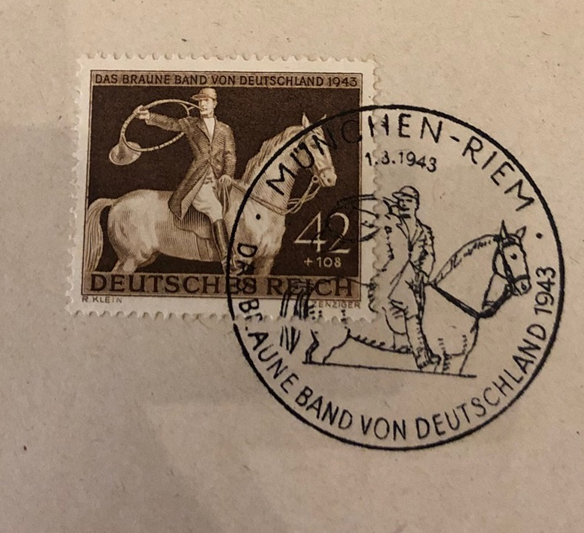 DAS BRAUNE BAND VON DEUTSCHLAND 1943
42
+108
DEUTSCHES REICH
R. KLEIN
MÜNCHEN-RIEM
1.8.1943
DAS BRAUNE BAND VON DEUTSCHLAND 1943